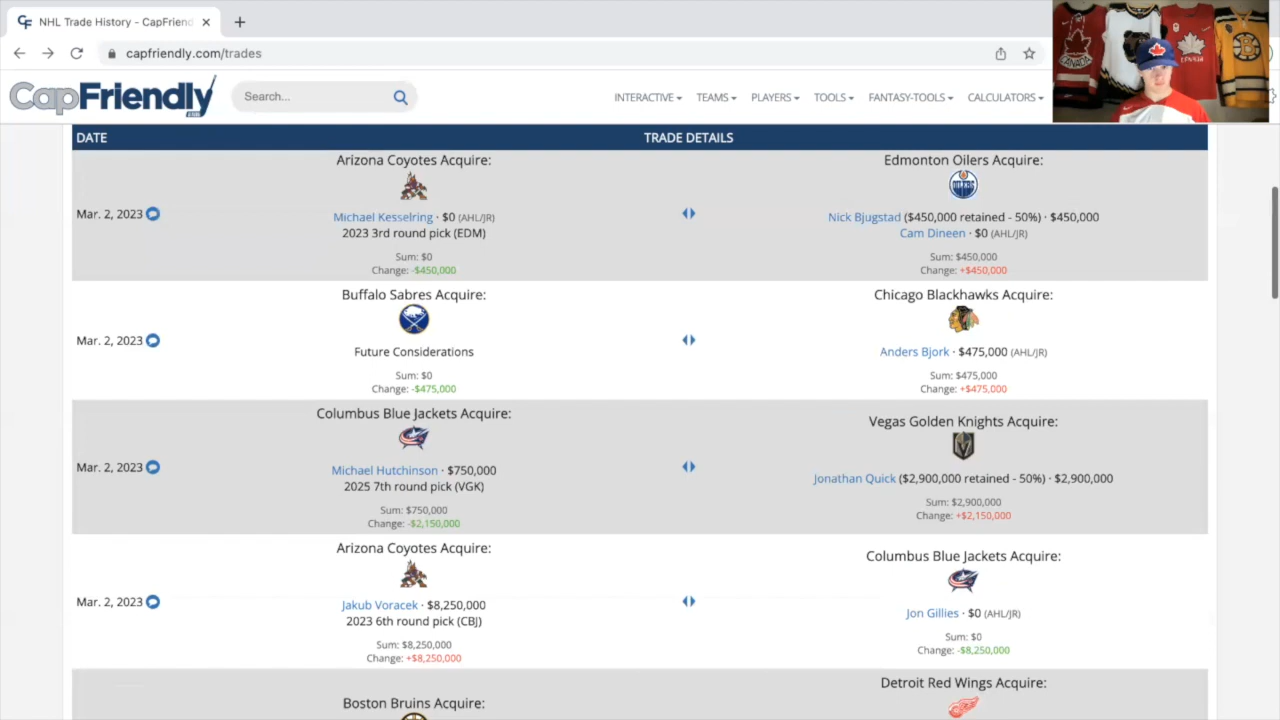 NHL Trade History - CapFriend
capfriendly.com/trades
CapFriendly
Search...
INTERACTIVE TEAMS PLAYERS TOOLS FANTASY-TOOLS CALCULATORS
DATE TRADE DETAILS
Arizona Coyotes Acquire: Edmonton Oilers Acquire:
OILERS
Mar. 2, 2023 Michael Kesselring · $0 (AHL/JR) Nick Bjugstad ($450,000 retained - 50%) · $450,000
2023 3rd round pick (EDM) Cam Dineen · $0 (AHL/JR)
Sum: $0 Sum: $450,000
Change: -$450,000 Change: +$450,000
Buffalo Sabres Acquire: Chicago Blackhawks Acquire:
Mar. 2, 2023 Future Considerations Anders Bjork · $475,000 (AHL/JR)
Sum: $0 Sum: $475,000
Change: -$475,000 Change: +$475,000
Columbus Blue Jackets Acquire: Vegas Golden Knights Acquire:
Mar. 2, 2023 Michael Hutchinson · $750,000 Jonathan Quick ($2,900,000 retained - 50%) · $2,900,000
2025 7th round pick (VGK)
Sum: $750,000 Sum: $2,900,000
Change: -$2,150,000 Change: +$2,150,000
Arizona Coyotes Acquire: Columbus Blue Jackets Acquire:
Mar. 2, 2023 Jakub Voracek · $8,250,000 Jon Gillies · $0 (AHL/JR)
2023 6th round pick (CBJ)
Sum: $8,250,000 Sum: $0
Change: +$8,250,000 Change: -$8,250,000
Boston Bruins Acquire: Detroit Red Wings Acquire:
CANADA
B